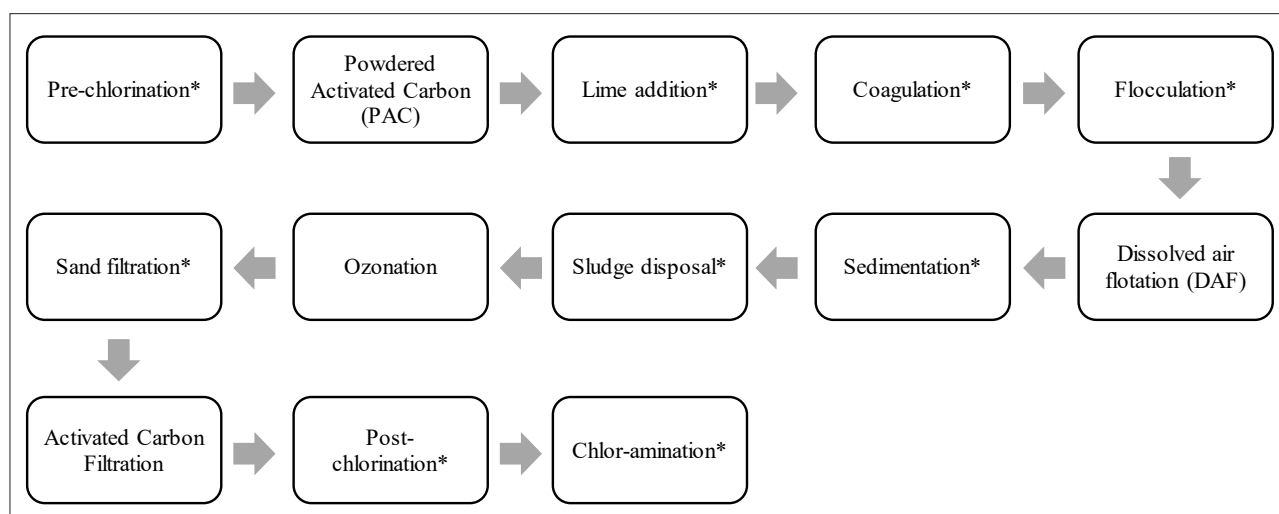 Pre-chlorination*
Powdered
Activated Carbon
(PAC)
Lime addition*
Coagulation*
Flocculation*
Dissolved air
flotation (DAF)
Sedimentation*
Sludge disposal*
Ozonation
Sand filtration*
Activated Carbon
Filtration
Post-
chlorination*
Chlor-amination*